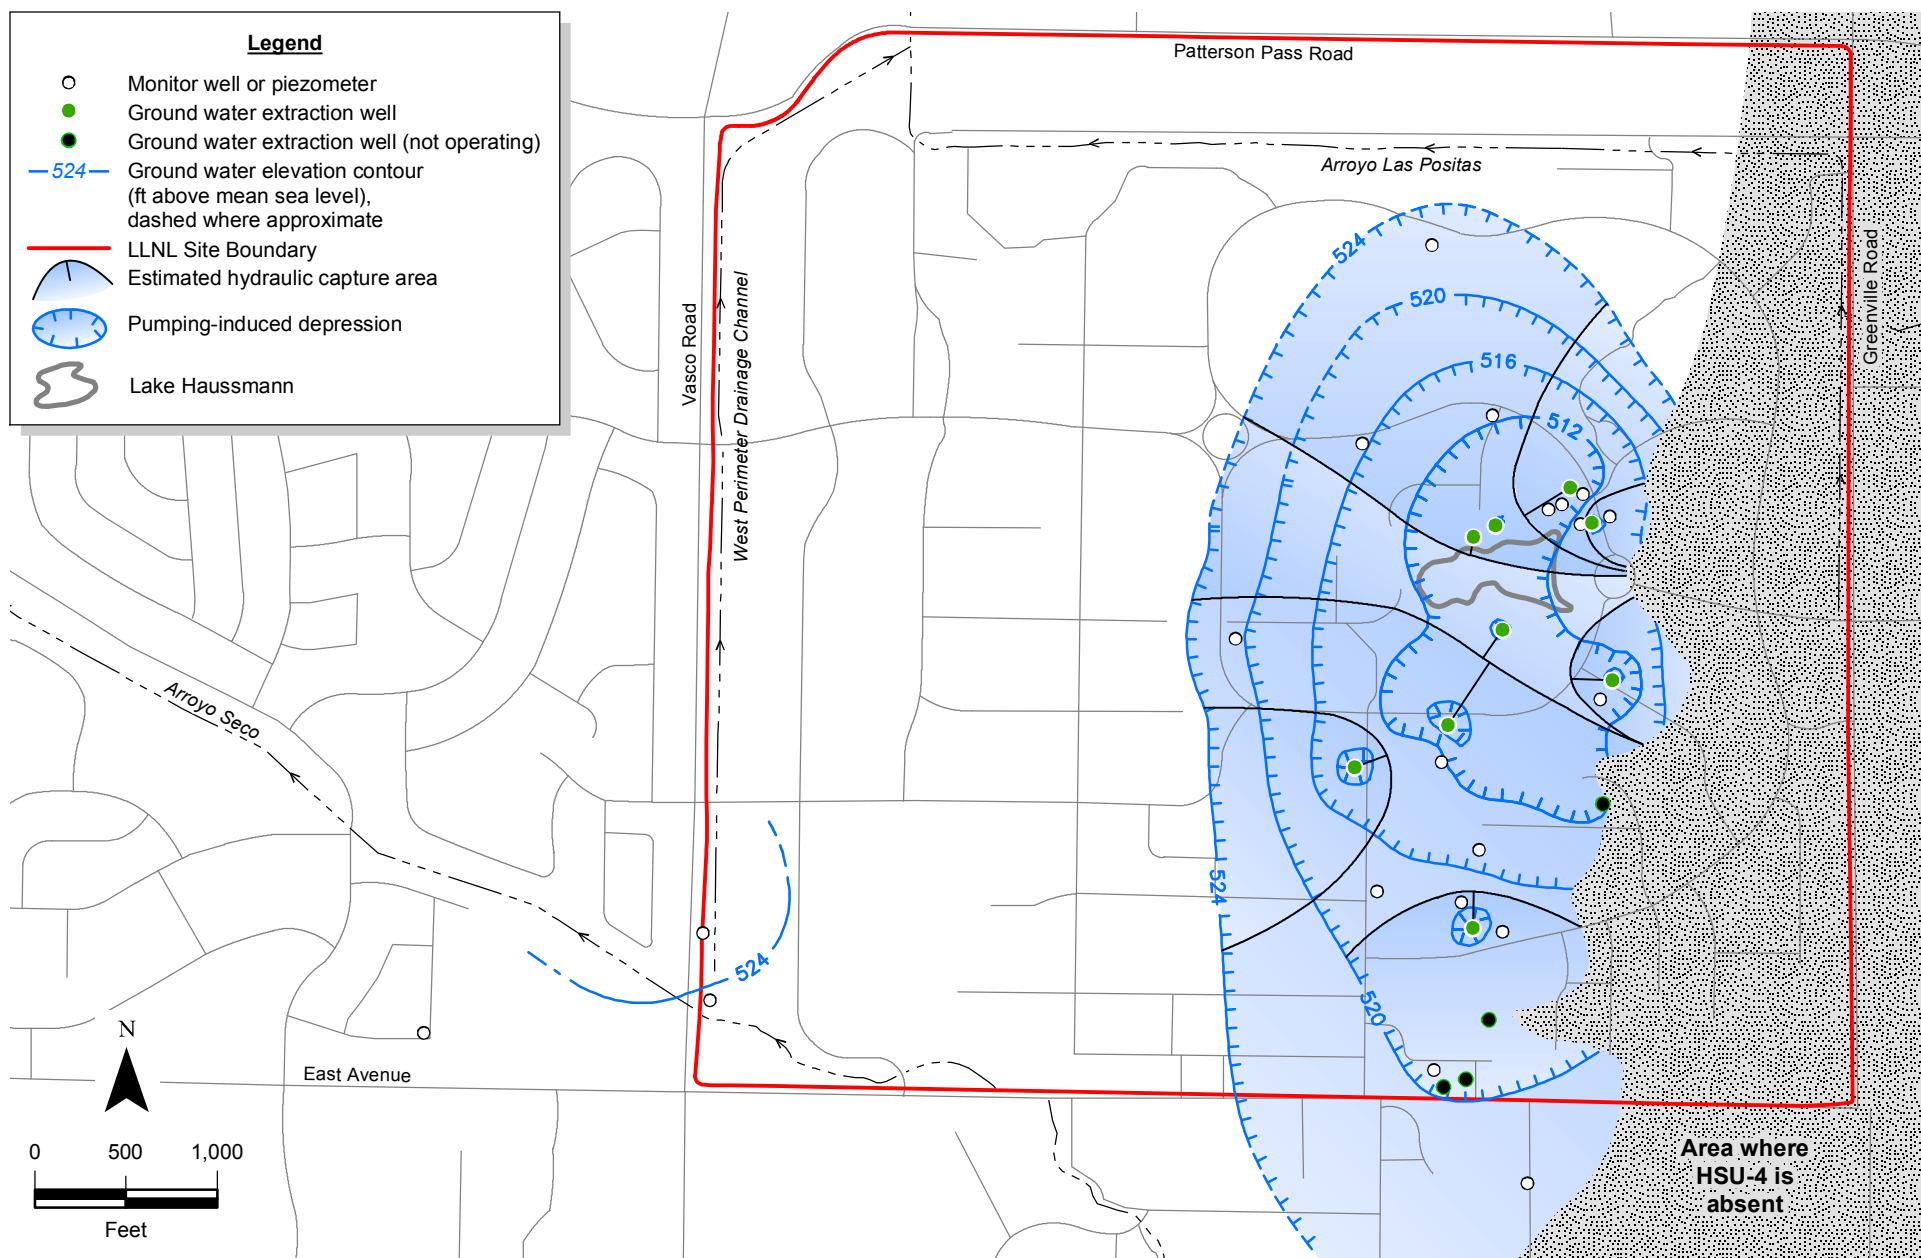 Legend
Monitor well or piezometer
Ground water extraction well
Ground water extraction well (not operating)
524
Ground water elevation contour
(ft above mean sea level),
dashed where approximate
LLNL Site Boundary
Estimated hydraulic capture area
Pumping-induced depression
Lake Haussmann
Patterson Pass Road
Arroyo Las Positas
Greenville Road
Vasco Road
West Perimeter Drainage Channel
524
520
516
512
Arroyo Seco
524
524
520
East Avenue
N
0 500 1,000
Feet
Area where
HSU-4 is
absent